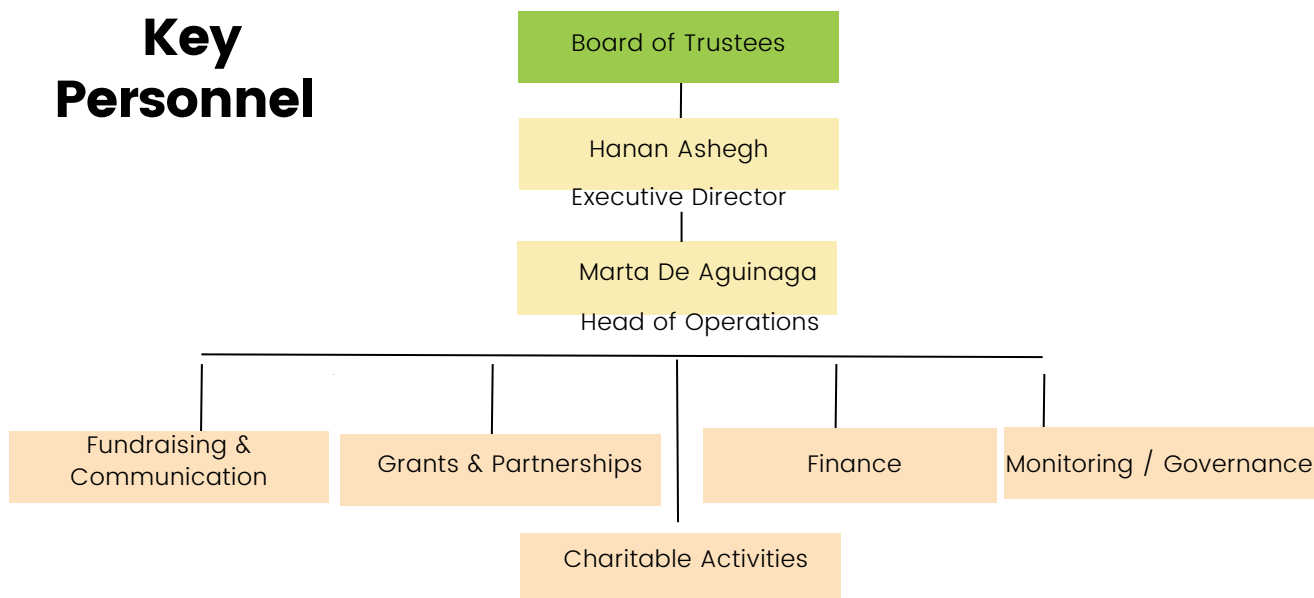 Key
Personnel
Board of Trustees
Hanan Ashegh
Executive Director
Marta De Aguinaga
Head of Operations
Fundraising &
Communication
Grants & Partnerships
Finance
Monitoring / Governance
Charitable Activities